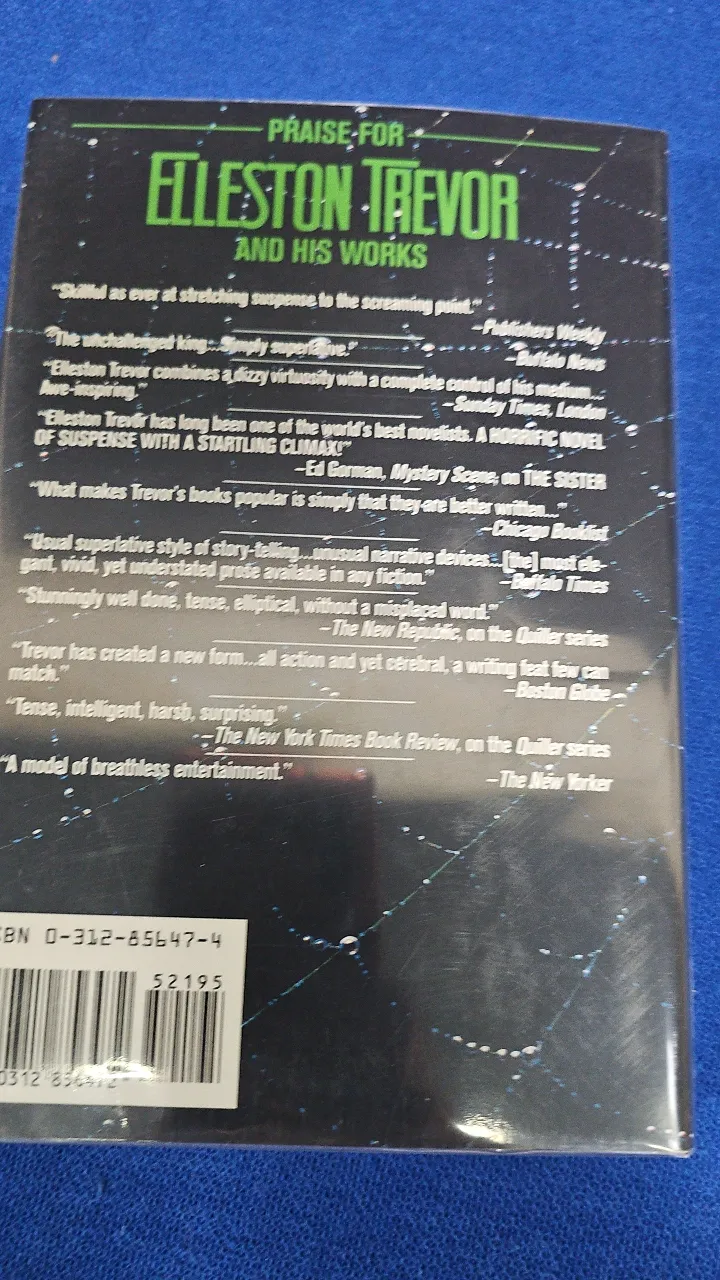 PRAISE FOR
ELLESTON TREVOR
AND HIS WORKS
"Skillful as ever at stretching suspense to the screaming point."
—Publishers Weekly
"The unchallenged king...Simply superlative."
—Buffalo News
"Elleston Trevor combines a dizzy virtuosity with a complete control of his medium...
Awe-inspiring."
—Sunday Times, London
"Elleston Trevor has long been one of the world's best novelists. A HORRIFIC NOVEL
OF SUSPENSE WITH A STARTLING CLIMAX!"
—Ed Gorman, Mystery Scene, on THE SISTER
"What makes Trevor's books popular is simply that they are better written..."
—Chicago Booklist
"Usual superlative style of story-telling...unusual narrative devices...[the] most ele-
gant, vivid, yet understated prose available in any fiction."
—Buffalo Times
"Stunningly well done, tense, elliptical, without a misplaced word."
—The New Republic, on the Quiller series
"Trevor has created a new form...all action and yet cerebral, a writing feat few can
match."
—Boston Globe
"Tense, intelligent, harsh, surprising."
—The New York Times Book Review, on the Quiller series
"A model of breathless entertainment."
—The New Yorker
ISBN 0-312-85647-4
52195